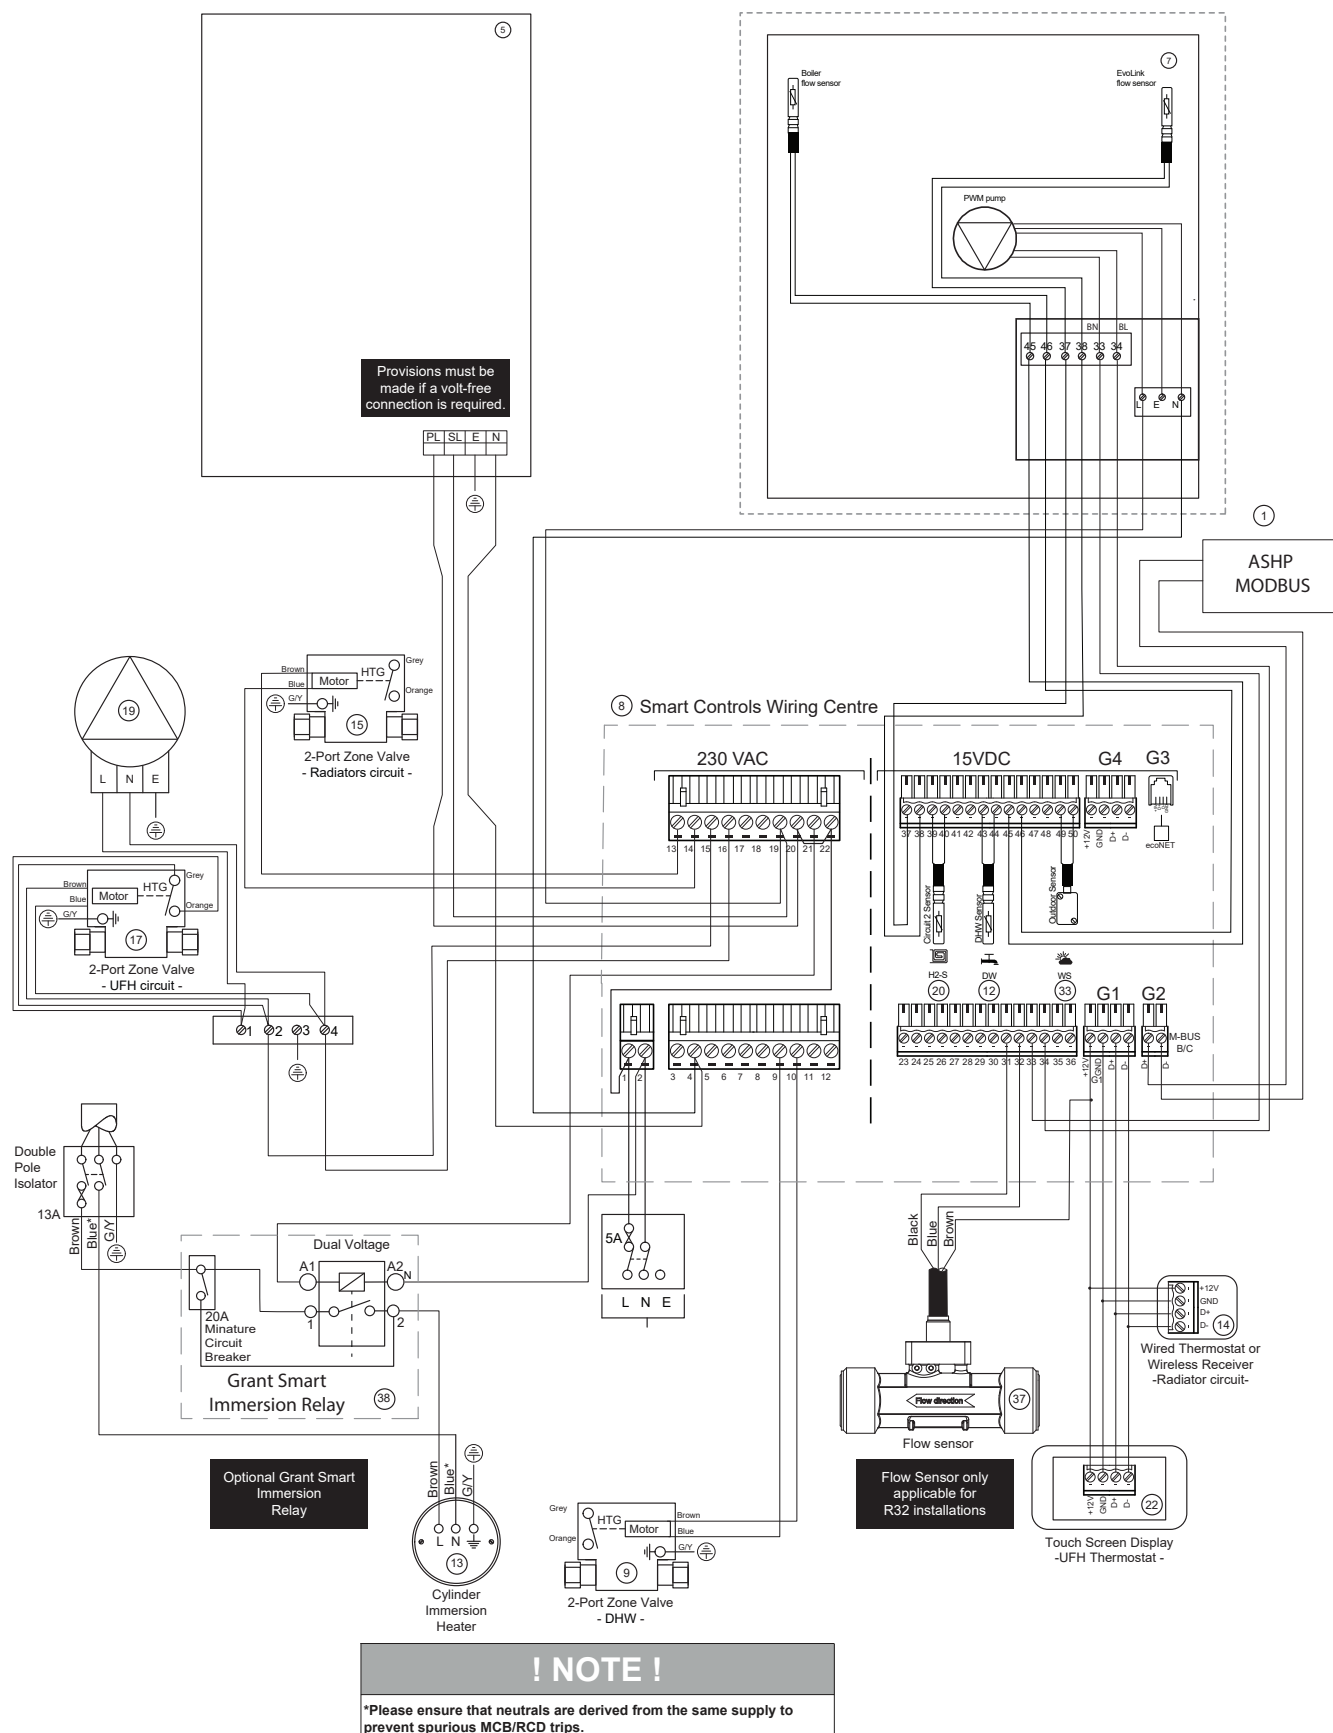 5
7
Boiler
flow sensor
EvoLink
flow sensor
PWM pump
BN BL
45 46 37 38 33 34
L E N
Provisions must be
made if a volt-free
connection is required.
PL SL E N
1
ASHP
MODBUS
19
L N E
Brown
Blue
G/Y
Motor
HTG
Grey
Orange
15
2-Port Zone Valve
- Radiators circuit -
8 Smart Controls Wiring Centre
230 VAC
15VDC
G4 G3
13 14 15 16 17 18 19 20 21 22
37 38 39 40 41 42 43 44 45 46 47 48 49 50
+12V
GND
D+
D-
ecoNET
Circuit 2 Sensor
DHW Sensor
Outdoor Sensor
H2-S
20
DW
12
WS
33
Brown
Blue
G/Y
Motor
HTG
Grey
Orange
17
2-Port Zone Valve
- UFH circuit -
1 2 3 4
G1 G2
M-BUS
B/C
1 2
3 4 5 6 7 8 9 10 11 12
23 24 25 26 27 28 29 30 31 32 33 34 35 36
+12V
GND
G1
D+
D-
D+
D-
Double
Pole
Isolator
13A
Brown
Blue*
G/Y
5A
L N E
Dual Voltage
A1 A2
N
1 2
20A
Minature
Circuit
Breaker
Grant Smart
Immersion Relay
38
Optional Grant Smart
Immersion
Relay
Brown
Blue*
G/Y
L N
13
Cylinder
Immersion
Heater
Black
Blue
Brown
Flow direction
37
Flow sensor
Flow Sensor only
applicable for
R32 installations
+12V
GND
D+
D-
14
Wired Thermostat or
Wireless Receiver
-Radiator circuit-
+12V
GND
D+
D-
22
Touch Screen Display
-UFH Thermostat -
Grey
Orange
HTG
Motor
Brown
Blue
G/Y
9
2-Port Zone Valve
- DHW -
! NOTE !
*Please ensure that neutrals are derived from the same supply to
prevent spurious MCB/RCD trips.